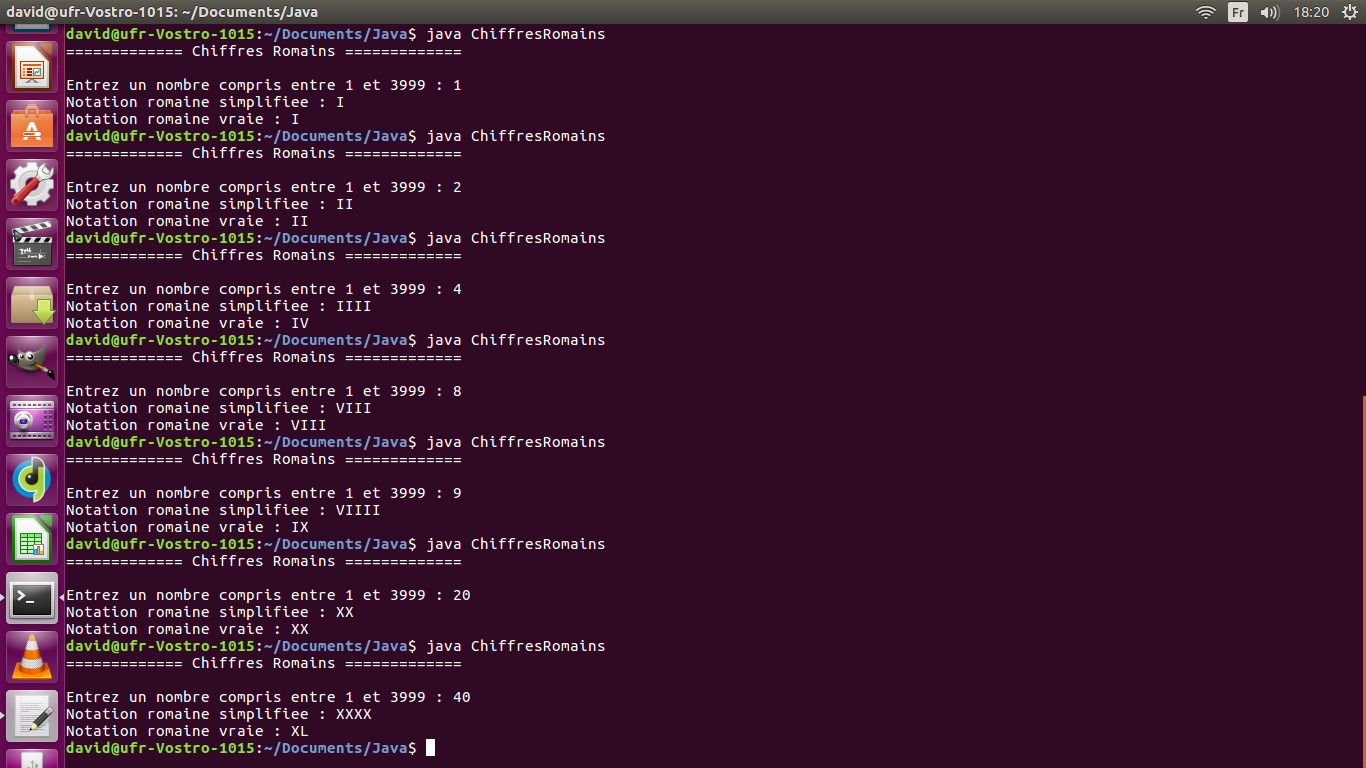 david@ufr-Vostro-1015: ~/Documents/Java
Fr
18:20
david@ufr-Vostro-1015:~/Documents/Java$ java ChiffresRomains
============= Chiffres Romains =============
Entrez un nombre compris entre 1 et 3999 : 1
Notation romaine simplifiee : I
Notation romaine vraie : I
david@ufr-Vostro-1015:~/Documents/Java$ java ChiffresRomains
============= Chiffres Romains =============
Entrez un nombre compris entre 1 et 3999 : 2
Notation romaine simplifiee : II
Notation romaine vraie : II
david@ufr-Vostro-1015:~/Documents/Java$ java ChiffresRomains
============= Chiffres Romains =============
Entrez un nombre compris entre 1 et 3999 : 4
Notation romaine simplifiee : IIII
Notation romaine vraie : IV
david@ufr-Vostro-1015:~/Documents/Java$ java ChiffresRomains
============= Chiffres Romains =============
Entrez un nombre compris entre 1 et 3999 : 8
Notation romaine simplifiee : VIII
Notation romaine vraie : VIII
david@ufr-Vostro-1015:~/Documents/Java$ java ChiffresRomains
============= Chiffres Romains =============
Entrez un nombre compris entre 1 et 3999 : 9
Notation romaine simplifiee : VIIII
Notation romaine vraie : IX
david@ufr-Vostro-1015:~/Documents/Java$ java ChiffresRomains
============= Chiffres Romains =============
Entrez un nombre compris entre 1 et 3999 : 20
Notation romaine simplifiee : XX
Notation romaine vraie : XX
david@ufr-Vostro-1015:~/Documents/Java$ java ChiffresRomains
============= Chiffres Romains =============
Entrez un nombre compris entre 1 et 3999 : 40
Notation romaine simplifiee : XXXX
Notation romaine vraie : XL
david@ufr-Vostro-1015:~/Documents/Java$